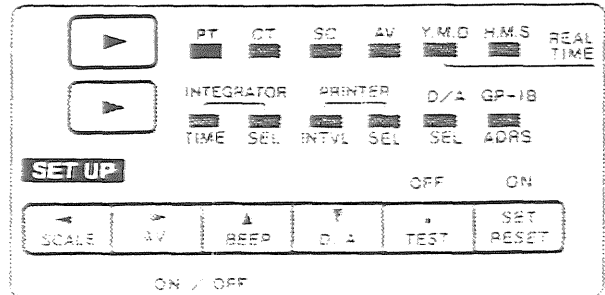 PT CT SC AV Y.M.D H.M.S REAL TIME
INTEGRATOR PRINTER D/A GP-IB
TIME SEL INTVL SEL SEL ADRS
SET UP
OFF ON
SCALE AV BEEP D/A TEST SET RESET
ON / OFF